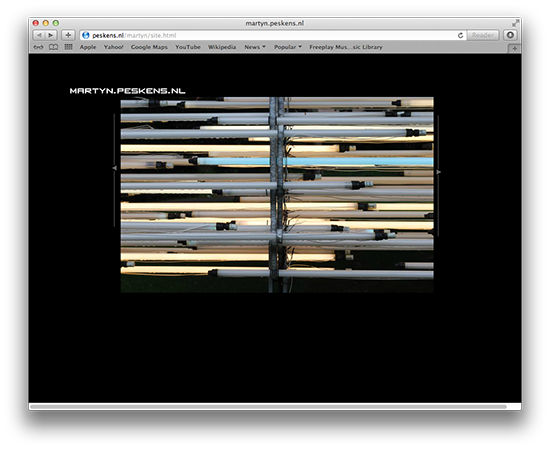 martyn.peskens.nl
peskens.nl/martyn/site.html
Reader
Apple Yahoo! Google Maps YouTube Wikipedia News Popular Freeplay Mus...sic Library
MARTYN.PESKENS.NL